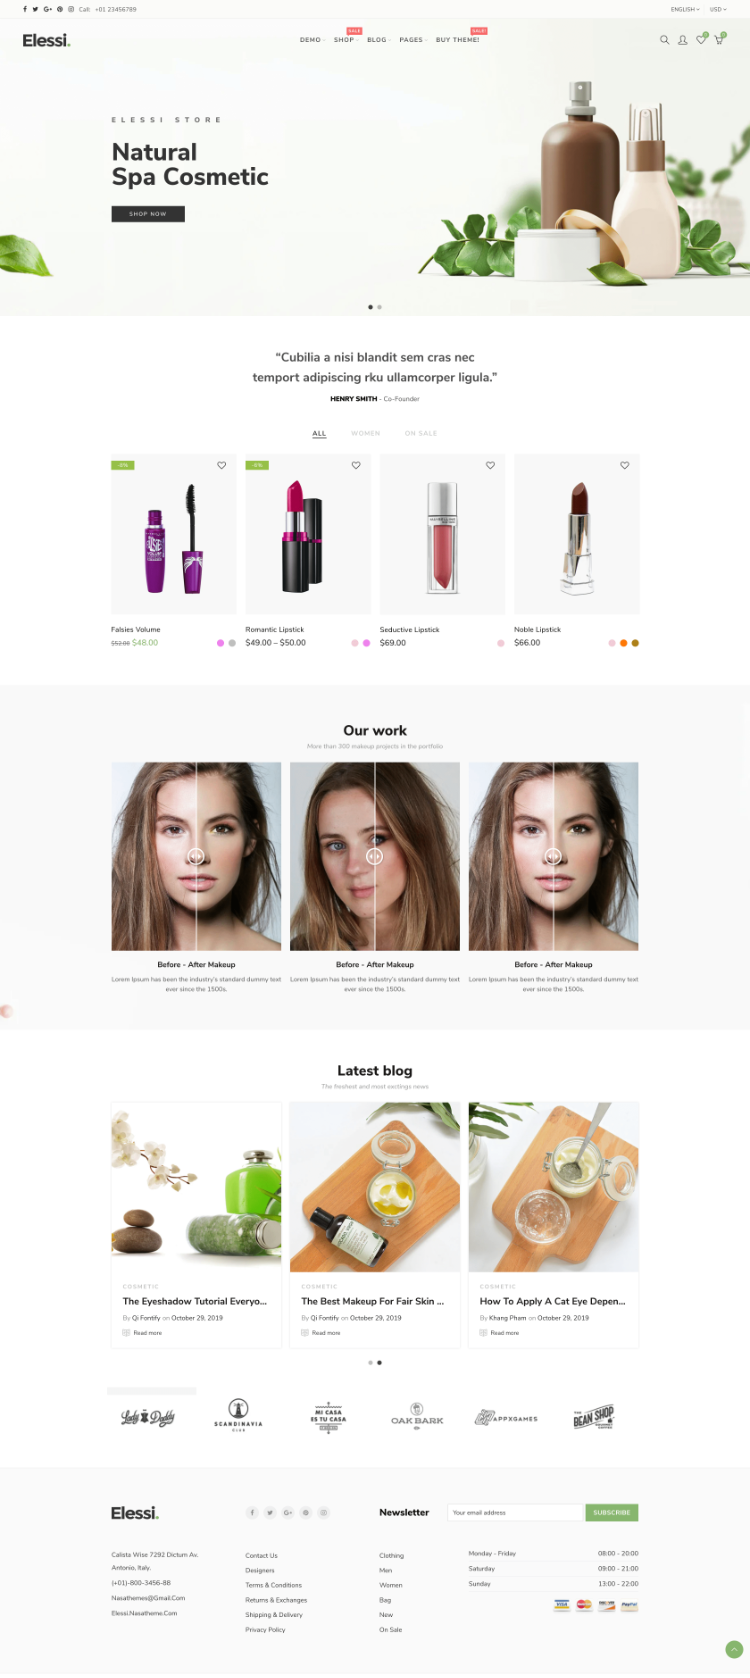 Call: +01 23456789
ENGLISH
USD
Elessi.
DEMO
SHOP
SALE
BLOG
PAGES
BUY THEME!
SALE!
0
0
ELESSI STORE
Natural
Spa Cosmetic
SHOP NOW
“Cubilia a nisi blandit sem cras nec
temport adipiscing rku ullamcorper ligula.”
HENRY SMITH - Co-Founder
ALL
WOMEN
ON SALE
Falsies Volume
$52.00 $48.00
Romantic Lipstick
$49.00 – $50.00
Seductive Lipstick
$69.00
Noble Lipstick
$66.00
Our work
More than 300 makeup projects in the portfolio
Before - After Makeup
Lorem Ipsum has been the industry's standard dummy text
ever since the 1500s.
Before - After Makeup
Lorem Ipsum has been the industry's standard dummy text
ever since the 1500s.
Before - After Makeup
Lorem Ipsum has been the industry's standard dummy text
ever since the 1500s.
Latest blog
The freshest and most excitings news
COSMETIC
The Eyeshadow Tutorial Everyo...
By Qi Fontify on October 29, 2019
Read more
COSMETIC
The Best Makeup For Fair Skin ...
By Qi Fontify on October 29, 2019
Read more
COSMETIC
How To Apply A Cat Eye Depen...
By Khang Pham on October 29, 2019
Read more
Lady Daddy
SCANDINAVIA
CLUB
MI CASA
ES TU CASA
OAK BARK
APPXGAMES
THE
BEAN SHOP
Elessi.
Newsletter
Your email address
SUBSCRIBE
Calista Wise 7292 Dictum Av.
Antonio, Italy.
(+01)-800-3456-88
Nasathemes@Gmail.Com
Elessi.Nasatheme.Com
Contact Us
Designers
Terms & Conditions
Returns & Exchanges
Shipping & Delivery
Privacy Policy
Clothing
Men
Women
Bag
New
On Sale
Monday - Friday 08:00 - 20:00
Saturday 09:00 - 21:00
Sunday 13:00 - 22:00
VISA
PayPal